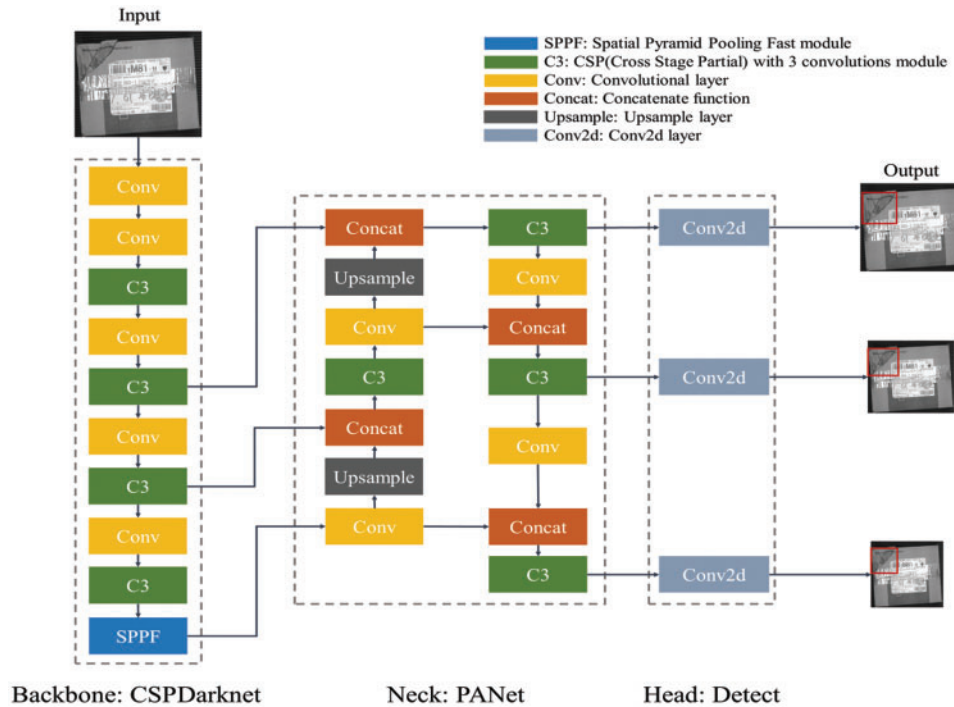 Input
SPPF: Spatial Pyramid Pooling Fast module
C3: CSP(Cross Stage Partial) with 3 convolutions module
Conv: Convolutional layer
Concat: Concatenate function
Upsample: Upsample layer
Conv2d: Conv2d layer
Output
Conv
Conv
C3
Conv
C3
Conv
C3
Conv
C3
SPPF
Concat
Upsample
Conv
C3
Concat
Upsample
Conv
C3
Conv
Concat
C3
Conv
Concat
C3
Conv2d
Conv2d
Conv2d
Backbone: CSPDarknet
Neck: PANet
Head: Detect